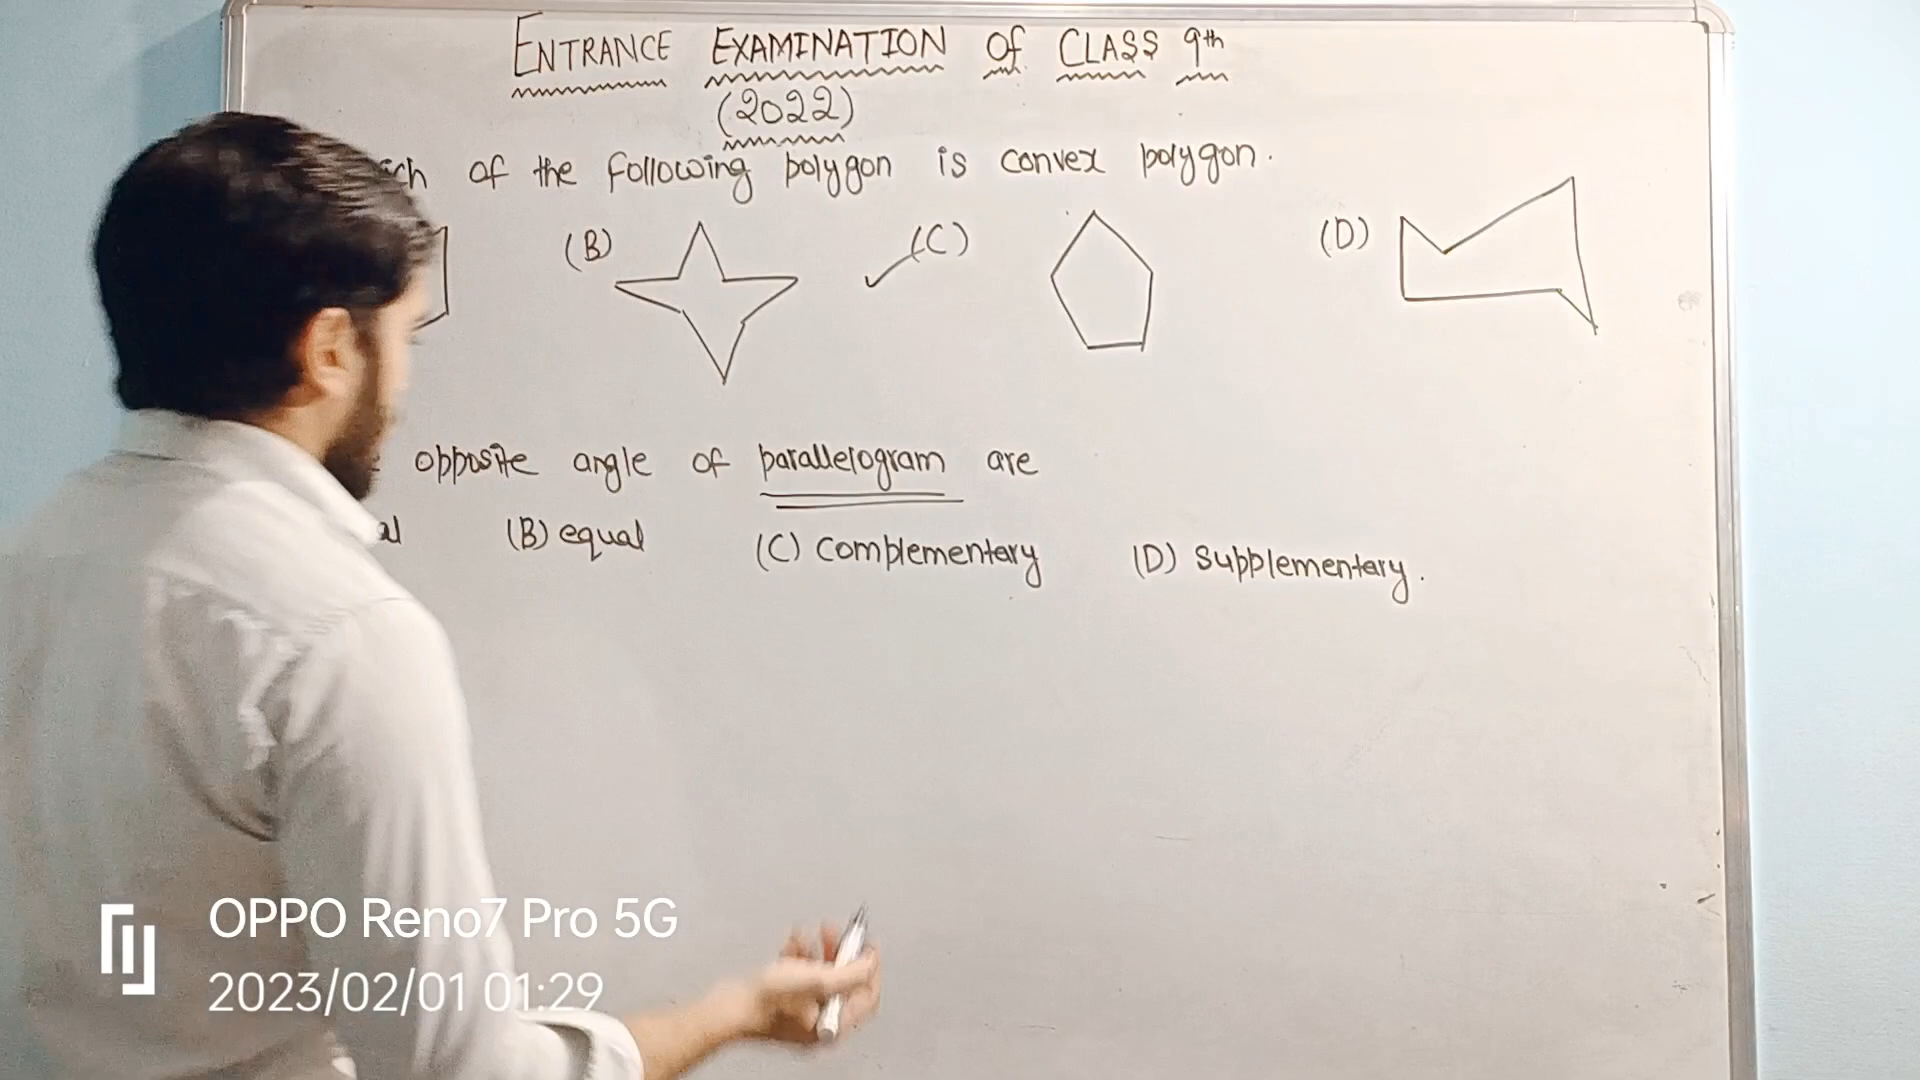 ENTRANCE EXAMINATION Of CLASS 9th
(2022)
of the following polygon is convex polygon.
(B) (C) (D)
opposite angle of parallelogram are
(B) equal (C) Complementary (D) Supplementary.
OPPO Reno7 Pro 5G
2023/02/01 01:29